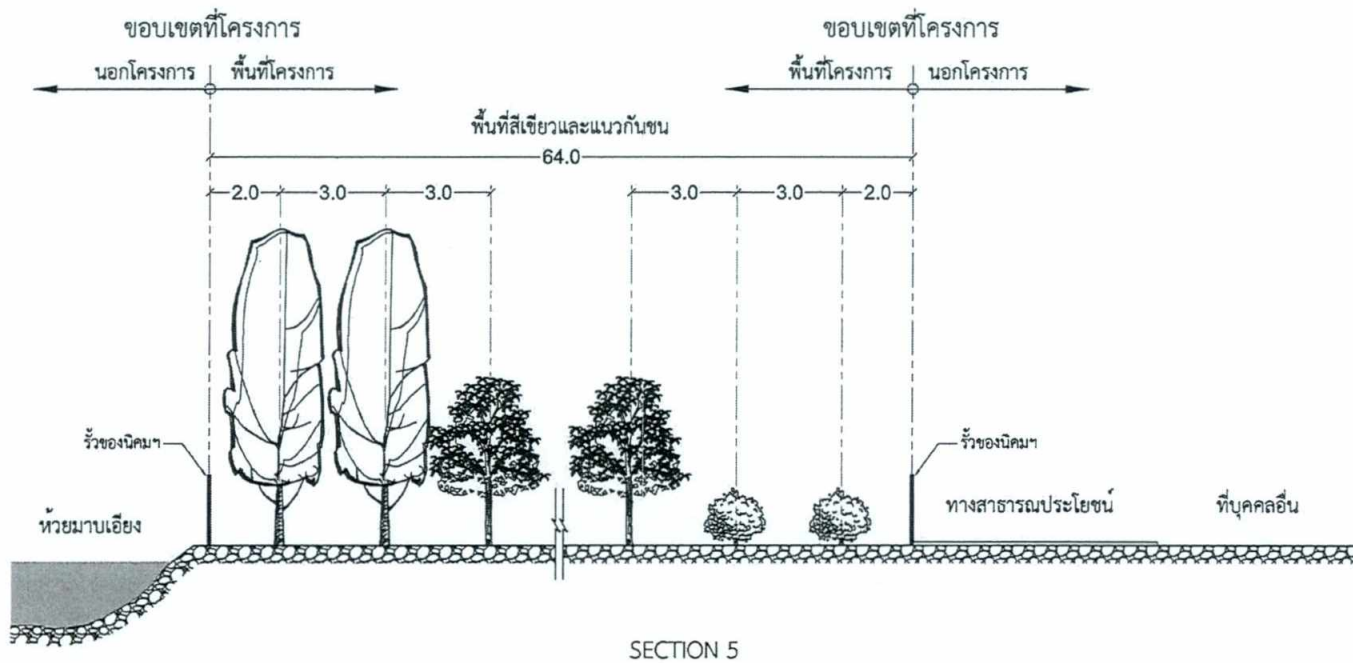 ขอบเขตที่โครงการ
ขอบเขตที่โครงการ
นอกโครงการ
พื้นที่โครงการ
พื้นที่โครงการ
นอกโครงการ
พื้นที่สีเขียวและแนวกันชน
64.0
2.0
3.0
3.0
3.0
3.0
2.0
รั้วของนิคมฯ
รั้วของนิคมฯ
ห้วยมาบเอียง
ทางสาธารณประโยชน์
ที่บุคคลอื่น
SECTION 5